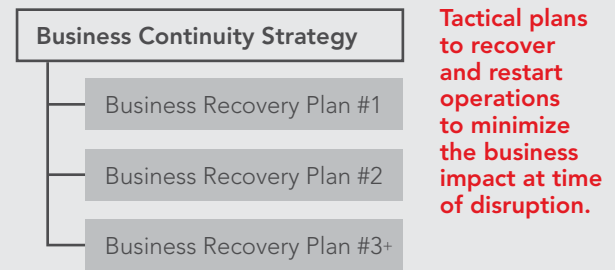 Business Continuity Strategy
Business Recovery Plan #1
Business Recovery Plan #2
Business Recovery Plan #3+
Tactical plans
to recover
and restart
operations
to minimize
the business
impact at time
of disruption.